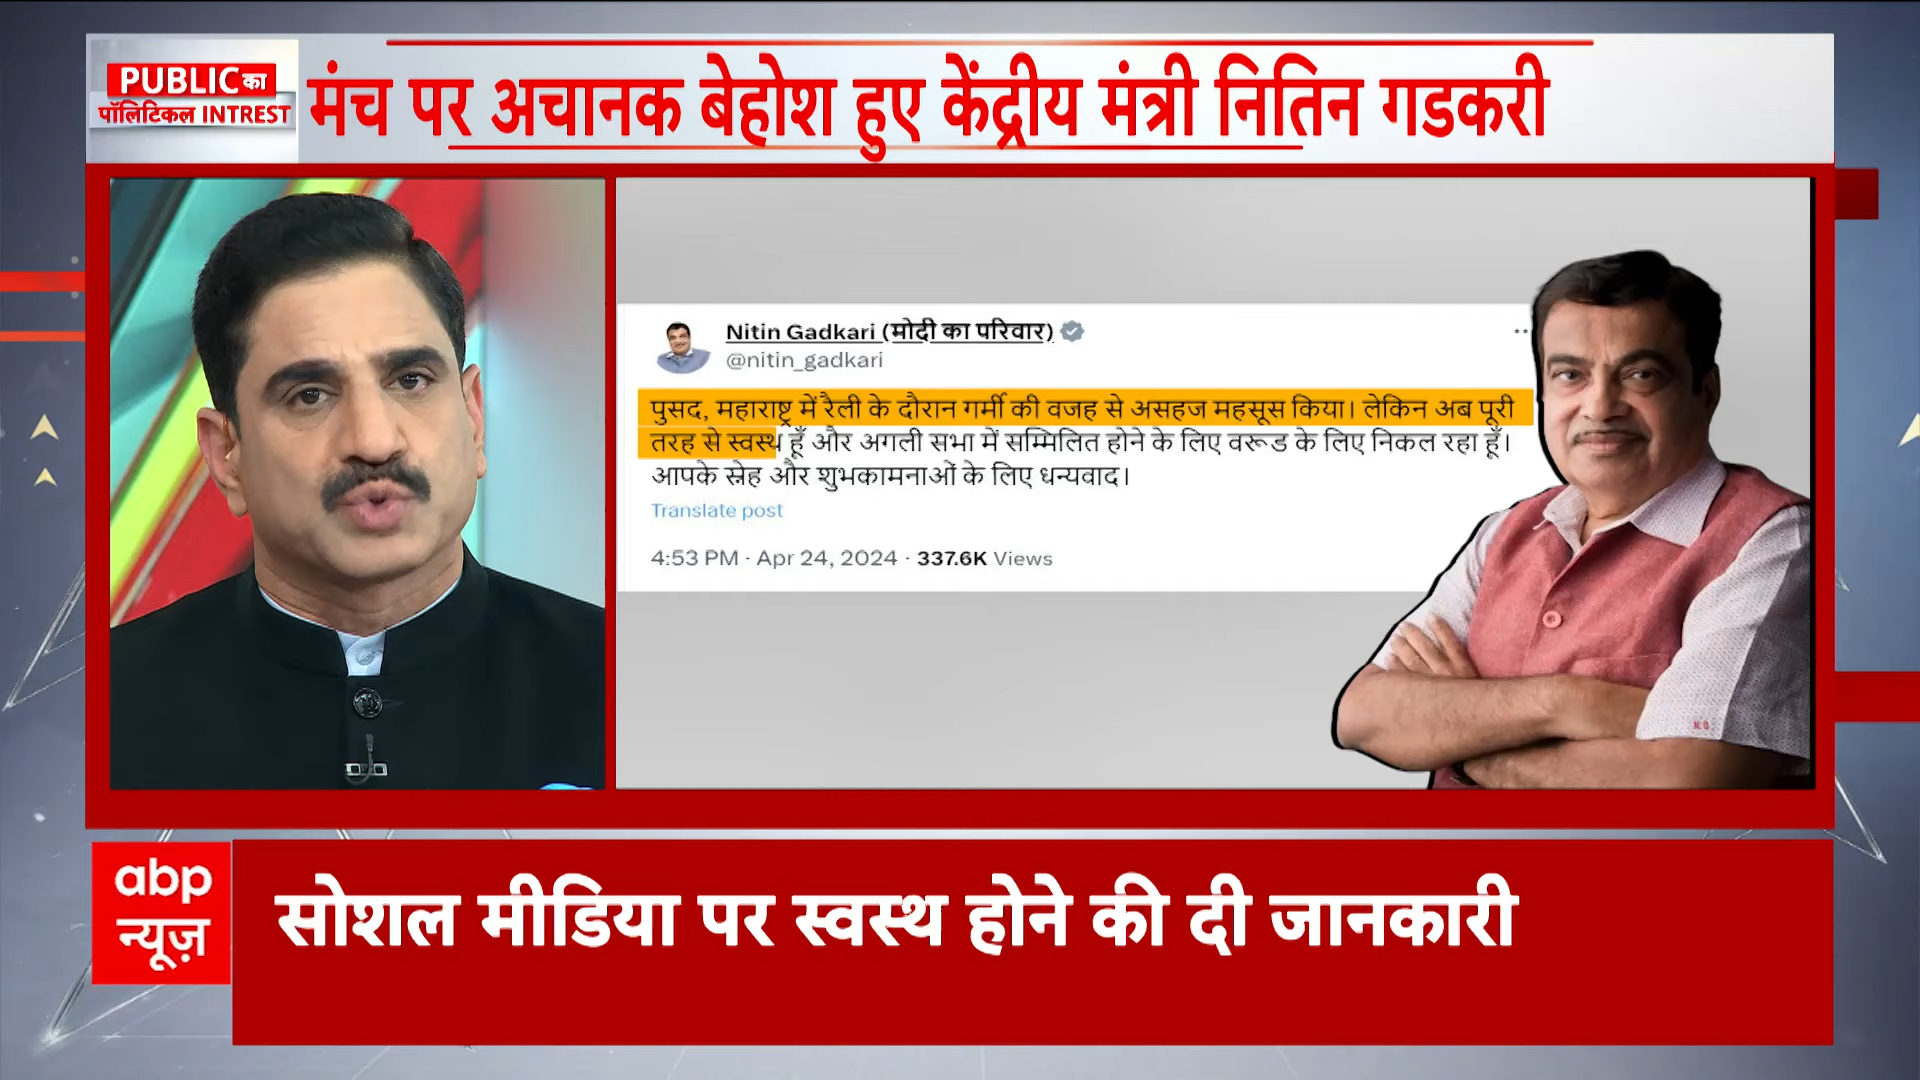 PUBLIC का
पॉलिटिकल INTREST
मंच पर अचानक बेहोश हुए केंद्रीय मंत्री नितिन गडकरी
Nitin Gadkari (मोदी का परिवार)
@nitin_gadkari
पुसद, महाराष्ट्र में रैली के दौरान गर्मी की वजह से असहज महसूस किया। लेकिन अब पूरी
तरह से स्वस्थ हूँ और अगली सभा में सम्मिलित होने के लिए वरूड के लिए निकल रहा हूँ।
आपके स्नेह और शुभकामनाओं के लिए धन्यवाद।
Translate post
4:53 PM · Apr 24, 2024 · 337.6K Views
N.G
abp
न्यूज़
सोशल मीडिया पर स्वस्थ होने की दी जानकारी